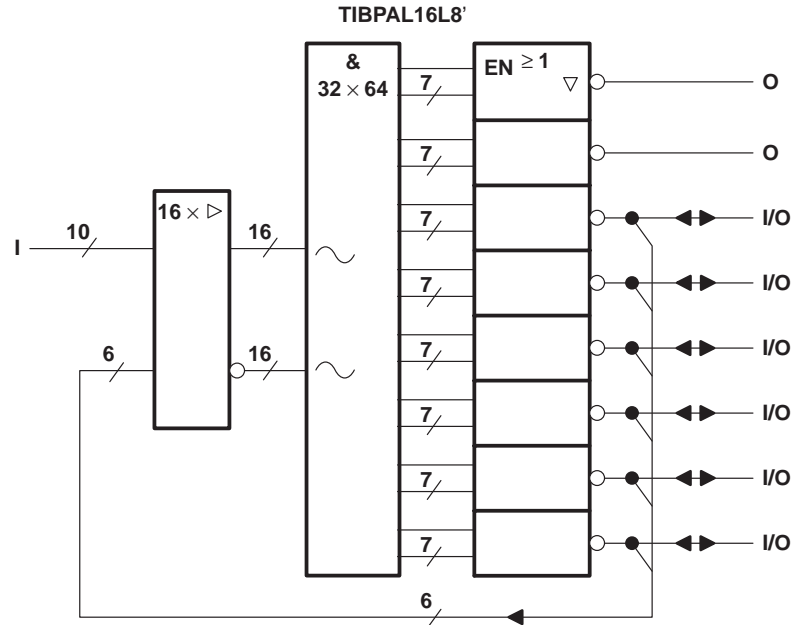 TIBPAL16L8’
&
32 × 64
EN ≥ 1
▽
7
O
7
O
16 × ▷
I
10
16
7
I/O
7
I/O
6
16
7
I/O
7
I/O
7
I/O
7
I/O
6